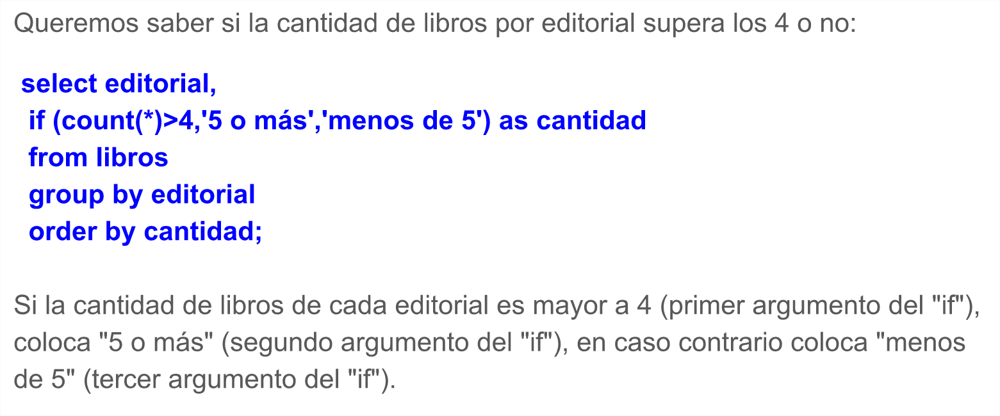 Queremos saber si la cantidad de libros por editorial supera los 4 o no:
select editorial,
if (count(*)>4,'5 o más','menos de 5') as cantidad
from libros
group by editorial
order by cantidad;
Si la cantidad de libros de cada editorial es mayor a 4 (primer argumento del "if"),
coloca "5 o más" (segundo argumento del "if"), en caso contrario coloca "menos
de 5" (tercer argumento del "if").